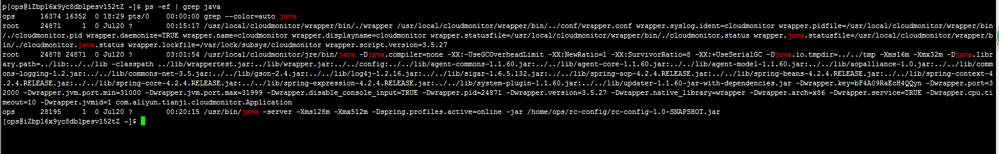 p[ops@iZbp16x9yc8dblpesv152tZ ~]$ ps -ef | grep java
ops      16374 16352  0 18:29 pts/0    00:00:00 grep --color=auto java
root     24871     1  0 Jul20 ?        00:15:17 /usr/local/cloudmonitor/wrapper/bin/./wrapper /usr/local/cloudmonitor/wrapper/bin/../conf/wrapper.conf wrapper.syslog.ident=cloudmonitor wrapper.pidfile=/usr/local/cloudmonitor/wrapper/bin
/./cloudmonitor.pid wrapper.daemonize=TRUE wrapper.name=cloudmonitor wrapper.displayname=cloudmonitor wrapper.statusfile=/usr/local/cloudmonitor/wrapper/bin/./cloudmonitor.status wrapper.java.statusfile=/usr/local/cloudmonitor/wrapper/b
in/./cloudmonitor.java.status wrapper.lockfile=/var/lock/subsys/cloudmonitor wrapper.script.version=3.5.27
root     24878 24871  0 Jul20 ?        03:01:54 /usr/local/cloudmonitor/jre/bin/java -Djava.compiler=none -XX:-UseGCOverheadLimit -XX:NewRatio=1 -XX:SurvivorRatio=8 -XX:+UseSerialGC -Djava.io.tmpdir=../../tmp -Xms16m -Xmx32m -Djava.libr
ary.path=../lib:../../lib -classpath ../lib/wrappertest.jar:../lib/wrapper.jar:../../config:../../lib/agent-commons-1.1.60.jar:../../lib/agent-core-1.1.60.jar:../../lib/agent-model-1.1.60.jar:../../lib/aopalliance-1.0.jar:../../lib/comm
ons-logging-1.2.jar:../../lib/commons-net-3.5.jar:../../lib/gson-2.4.jar:../../lib/log4j-1.2.16.jar:../../lib/sigar-1.6.5.132.jar:../../lib/spring-aop-4.2.4.RELEASE.jar:../../lib/spring-beans-4.2.4.RELEASE.jar:../../lib/spring-context-4
.2.4.RELEASE.jar:../../lib/spring-core-4.2.4.RELEASE.jar:../../lib/spring-expression-4.2.4.RELEASE.jar:../../lib/system-plugin-1.1.60.jar:../../lib/updater-1.1.60-jar-with-dependencies.jar -Dwrapper.key=bF4A09RaEcH4QQyn -Dwrapper.port=3
2000 -Dwrapper.jvm.port.min=31000 -Dwrapper.jvm.port.max=31999 -Dwrapper.disable_console_input=TRUE -Dwrapper.pid=24871 -Dwrapper.version=3.5.27 -Dwrapper.native_library=wrapper -Dwrapper.arch=x86 -Dwrapper.service=TRUE -Dwrapper.cpu.ti
meout=10 -Dwrapper.jvmid=1 com.aliyun.tianji.cloudmonitor.Application
ops      28195     1  0 Jul20 ?        00:20:15 /usr/bin/java -server -Xms128m -Xmx512m -Dspring.profiles.active=online -jar /home/ops/rc-config/rc-config-1.0-SNAPSHOT.jar
[ops@iZbp16x9yc8dblpesv152tZ ~]$